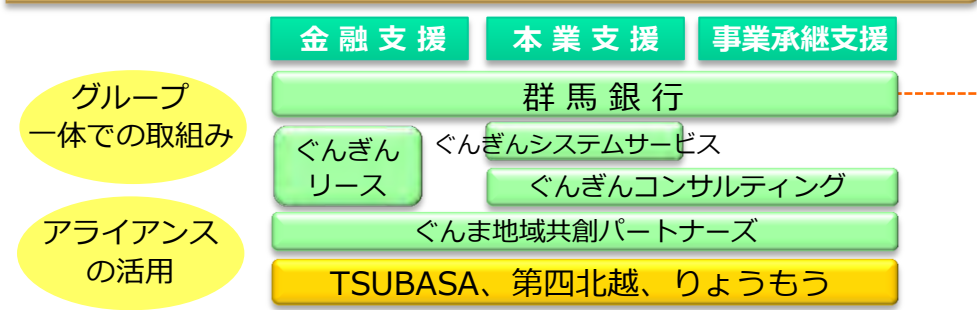 金融支援
本業支援
事業承継支援
グループ
一体での取組み
群馬銀行
ぐんぎん
リース
ぐんぎんシステムサービス
ぐんぎんコンサルティング
アライアンス
の活用
ぐんま地域共創パートナーズ
TSUBASA、第四北越、りょうもう